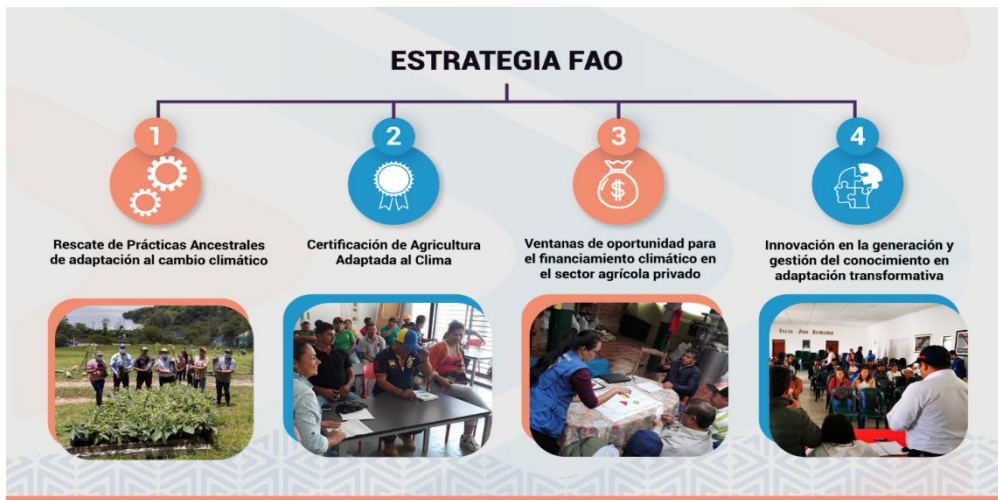 ESTRATEGIA FAO
1
Rescate de Prácticas Ancestrales
de adaptación al cambio climático
2
Certificación de Agricultura
Adaptada al Clima
3
$
Ventanas de oportunidad para
el financiamiento climático en
el sector agrícola privado
4
Innovación en la generación y
gestión del conocimiento en
adaptación transformativa